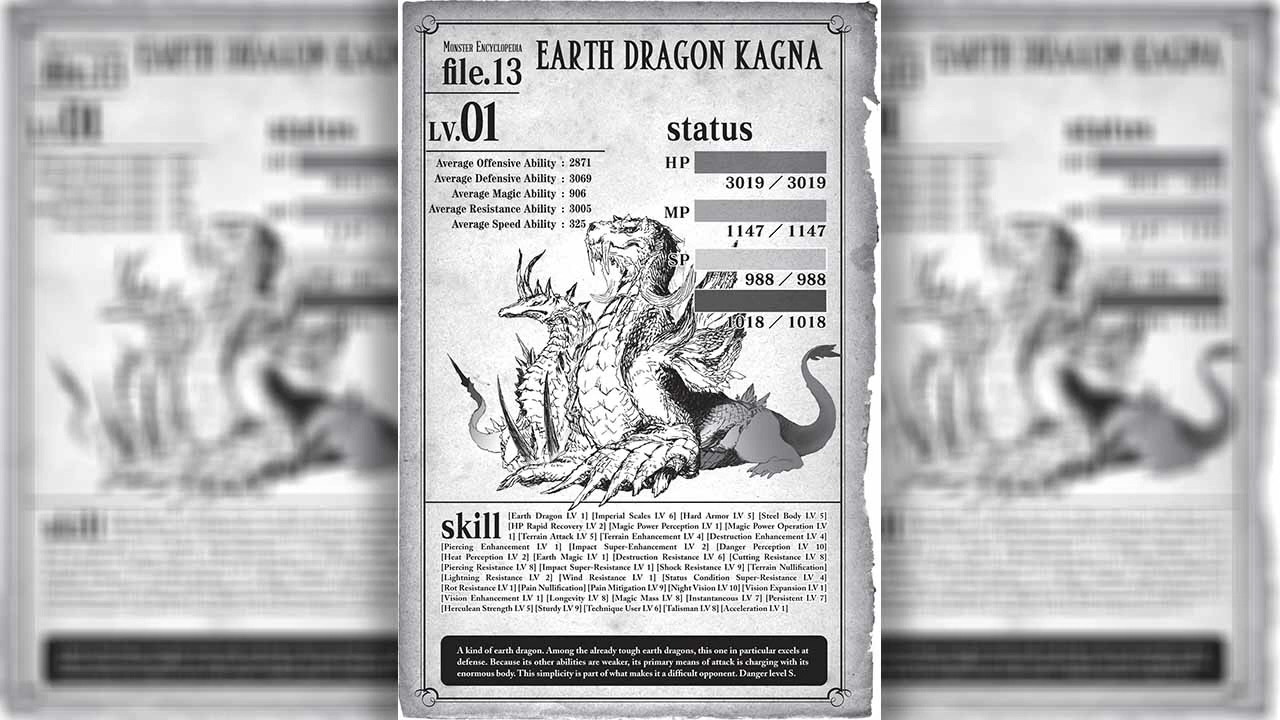 MONSTER ENCYCLOPEDIA
file.13
EARTH DRAGON KAGNA
LV.01
Average Offensive Ability : 2871
Average Defensive Ability : 3069
Average Magic Ability : 906
Average Resistance Ability : 3005
Average Speed Ability : 325
status
HP
3019 / 3019
MP
1147 / 1147
SP
988 / 988
1018 / 1018
skill
[Earth Dragon LV 1] [Imperial Scales LV 6] [Hard Armor LV 5] [Steel Body LV 5]
[HP Rapid Recovery LV 2] [Magic Power Perception LV 1] [Magic Power Operation LV
1] [Terrain Attack LV 5] [Terrain Enhancement LV 4] [Destruction Enhancement LV 4]
[Piercing Enhancement LV 1] [Impact Super-Enhancement LV 2] [Danger Perception LV 10]
[Heat Perception LV 2] [Earth Magic LV 1] [Destruction Resistance LV 6] [Cutting Resistance LV 8]
[Piercing Resistance LV 8] [Impact Super-Resistance LV 1] [Shock Resistance LV 9] [Terrain Nullification]
[Lightning Resistance LV 2] [Wind Resistance LV 1] [Status Condition Super-Resistance LV 4]
[Rot Resistance LV 1] [Pain Nullification] [Pain Mitigation LV 9] [Night Vision LV 10] [Vision Expansion LV 1]
[Vision Enhancement LV 1] [Longevity LV 8] [Magic Mass LV 8] [Instantaneous LV 7] [Persistent LV 7]
[Herculean Strength LV 5] [Sturdy LV 9] [Technique User LV 6] [Talisman LV 8] [Acceleration LV 1]
A kind of earth dragon. Among the already tough earth dragons, this one in particular excels at
defense. Because its other abilities are weaker, its primary means of attack is charging with its
enormous body. This simplicity is part of what makes it a difficult opponent. Danger level S.